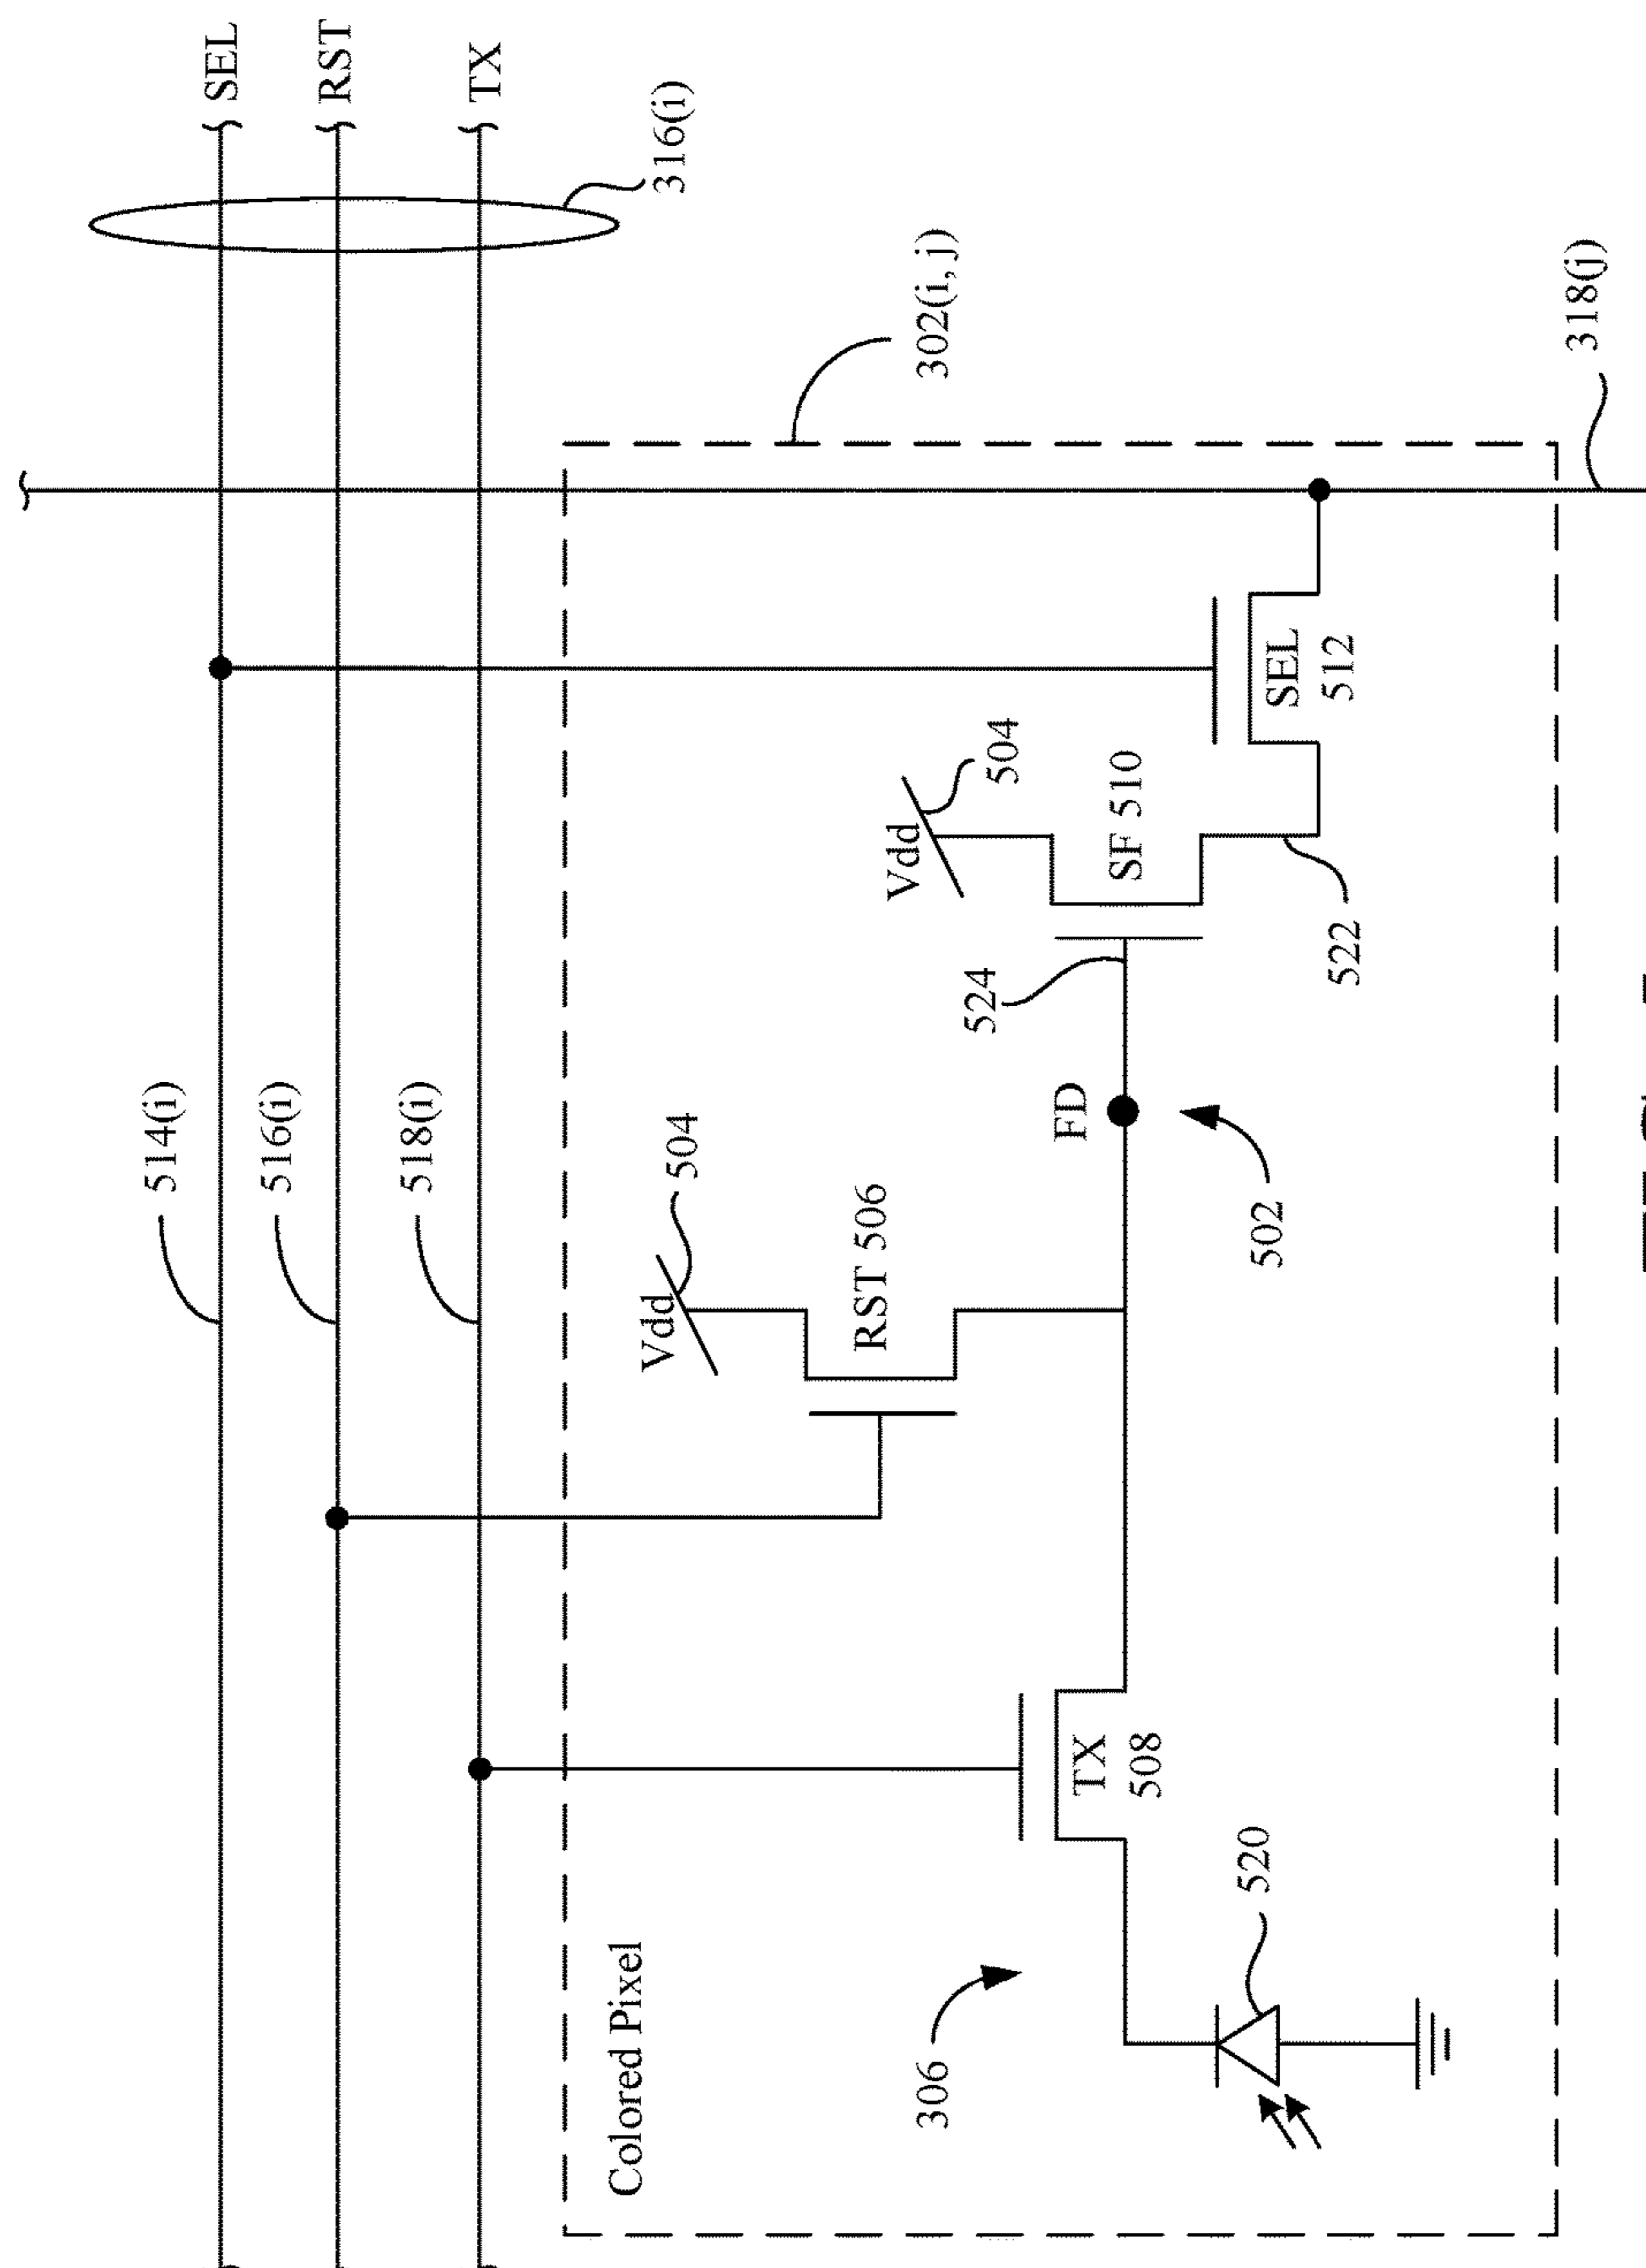 514(i)
SEL
516(i)
RST
518(i)
TX
316(i)
Colored Pixel
Vdd
504
RST 506
Vdd
504
306
302(i, j)
524
FD
SF 510
TX
508
520
502
SEL
512
522
318(j)